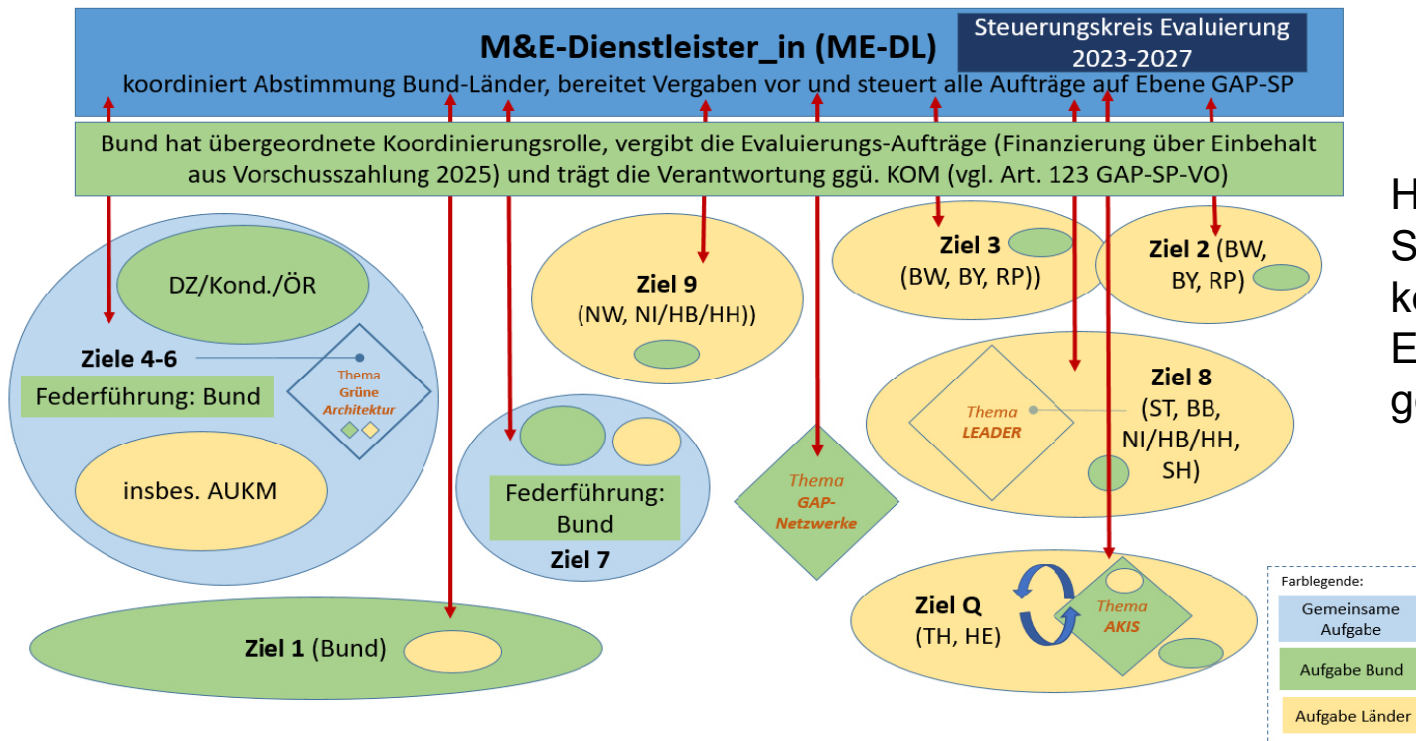 M&E-Dienstleister_in (ME-DL)
Steuerungskreis Evaluierung
2023-2027
koordiniert Abstimmung Bund-Länder, bereitet Vergaben vor und steuert alle Aufträge auf Ebene GAP-SP
Bund hat übergeordnete Koordinierungsrolle, vergibt die Evaluierungs-Aufträge (Finanzierung über Einbehalt
aus Vorschusszahlung 2025) und trägt die Verantwortung ggü. KOM (vgl. Art. 123 GAP-SP-VO)
DZ/Kond./ÖR
Ziele 4-6
Federführung: Bund
Thema
Grüne
Architektur
insbes. AUKM
Ziel 9
(NW, NI/HB/HH))
Ziel 3
(BW, BY, RP))
Ziel 2 (BW,
BY, RP)
Federführung:
Bund
Ziel 7
Thema
GAP-
Netzwerke
Thema
LEADER
Ziel 8
(ST, BB,
NI/HB/HH,
SH)
Ziel 1 (Bund)
Ziel Q
(TH, HE)
Thema
AKIS
Farblegende:
Gemeinsame
Aufgabe
Aufgabe Bund
Aufgabe Länder